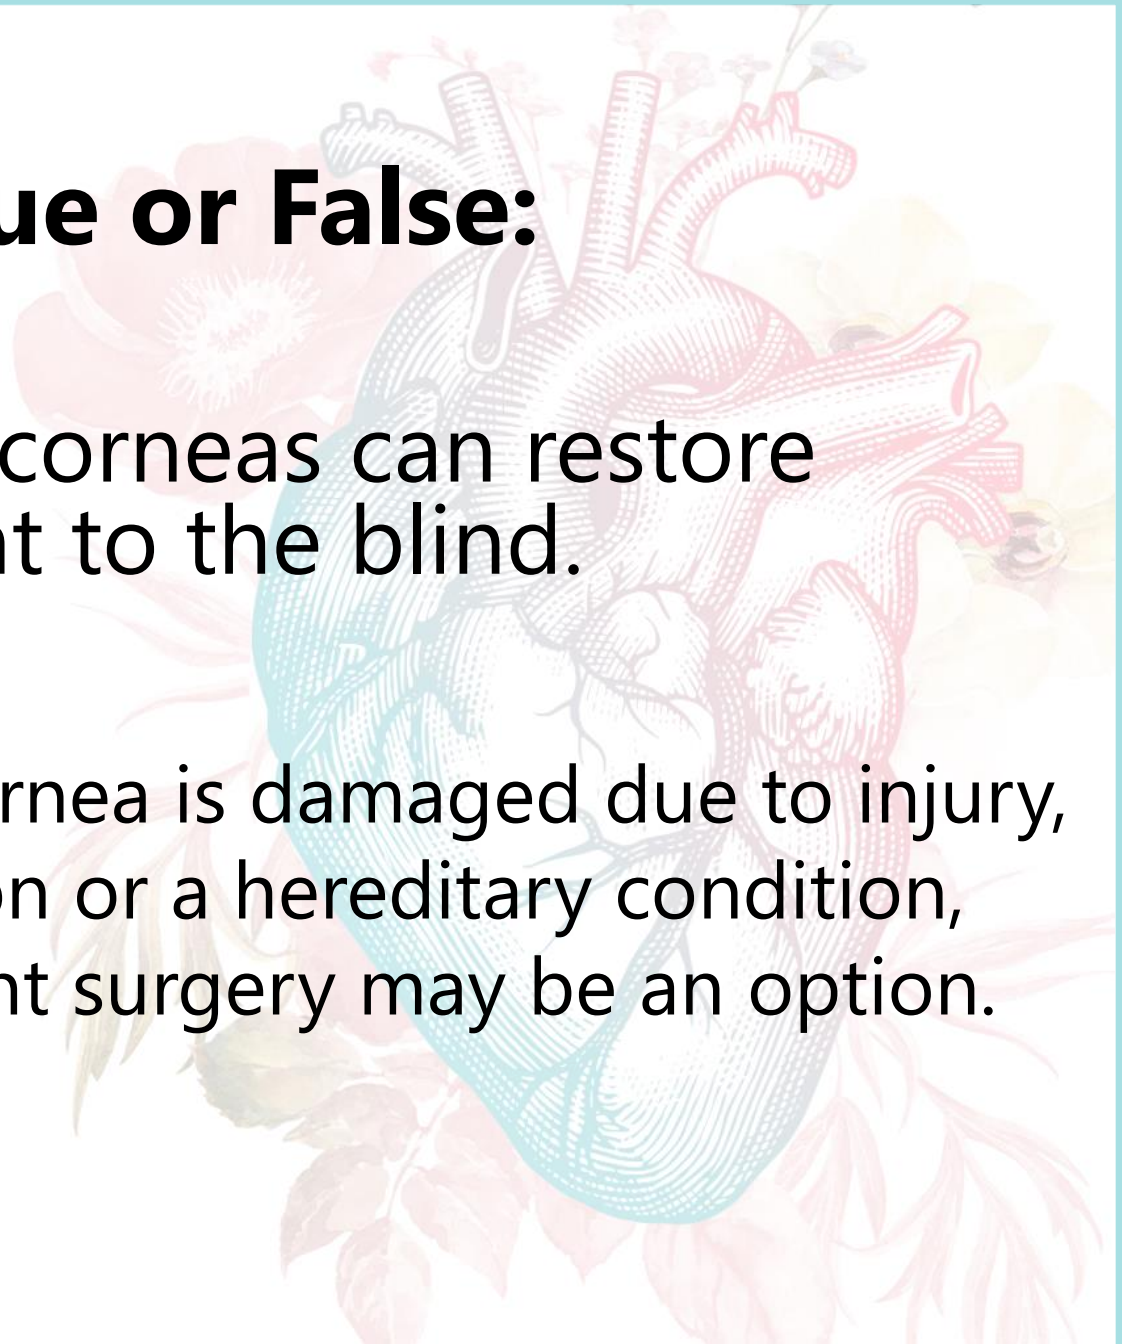 ue or False:
corneas can restore
nt to the blind.
rnea is damaged due to injury,
on or a hereditary condition,
nt surgery may be an option.